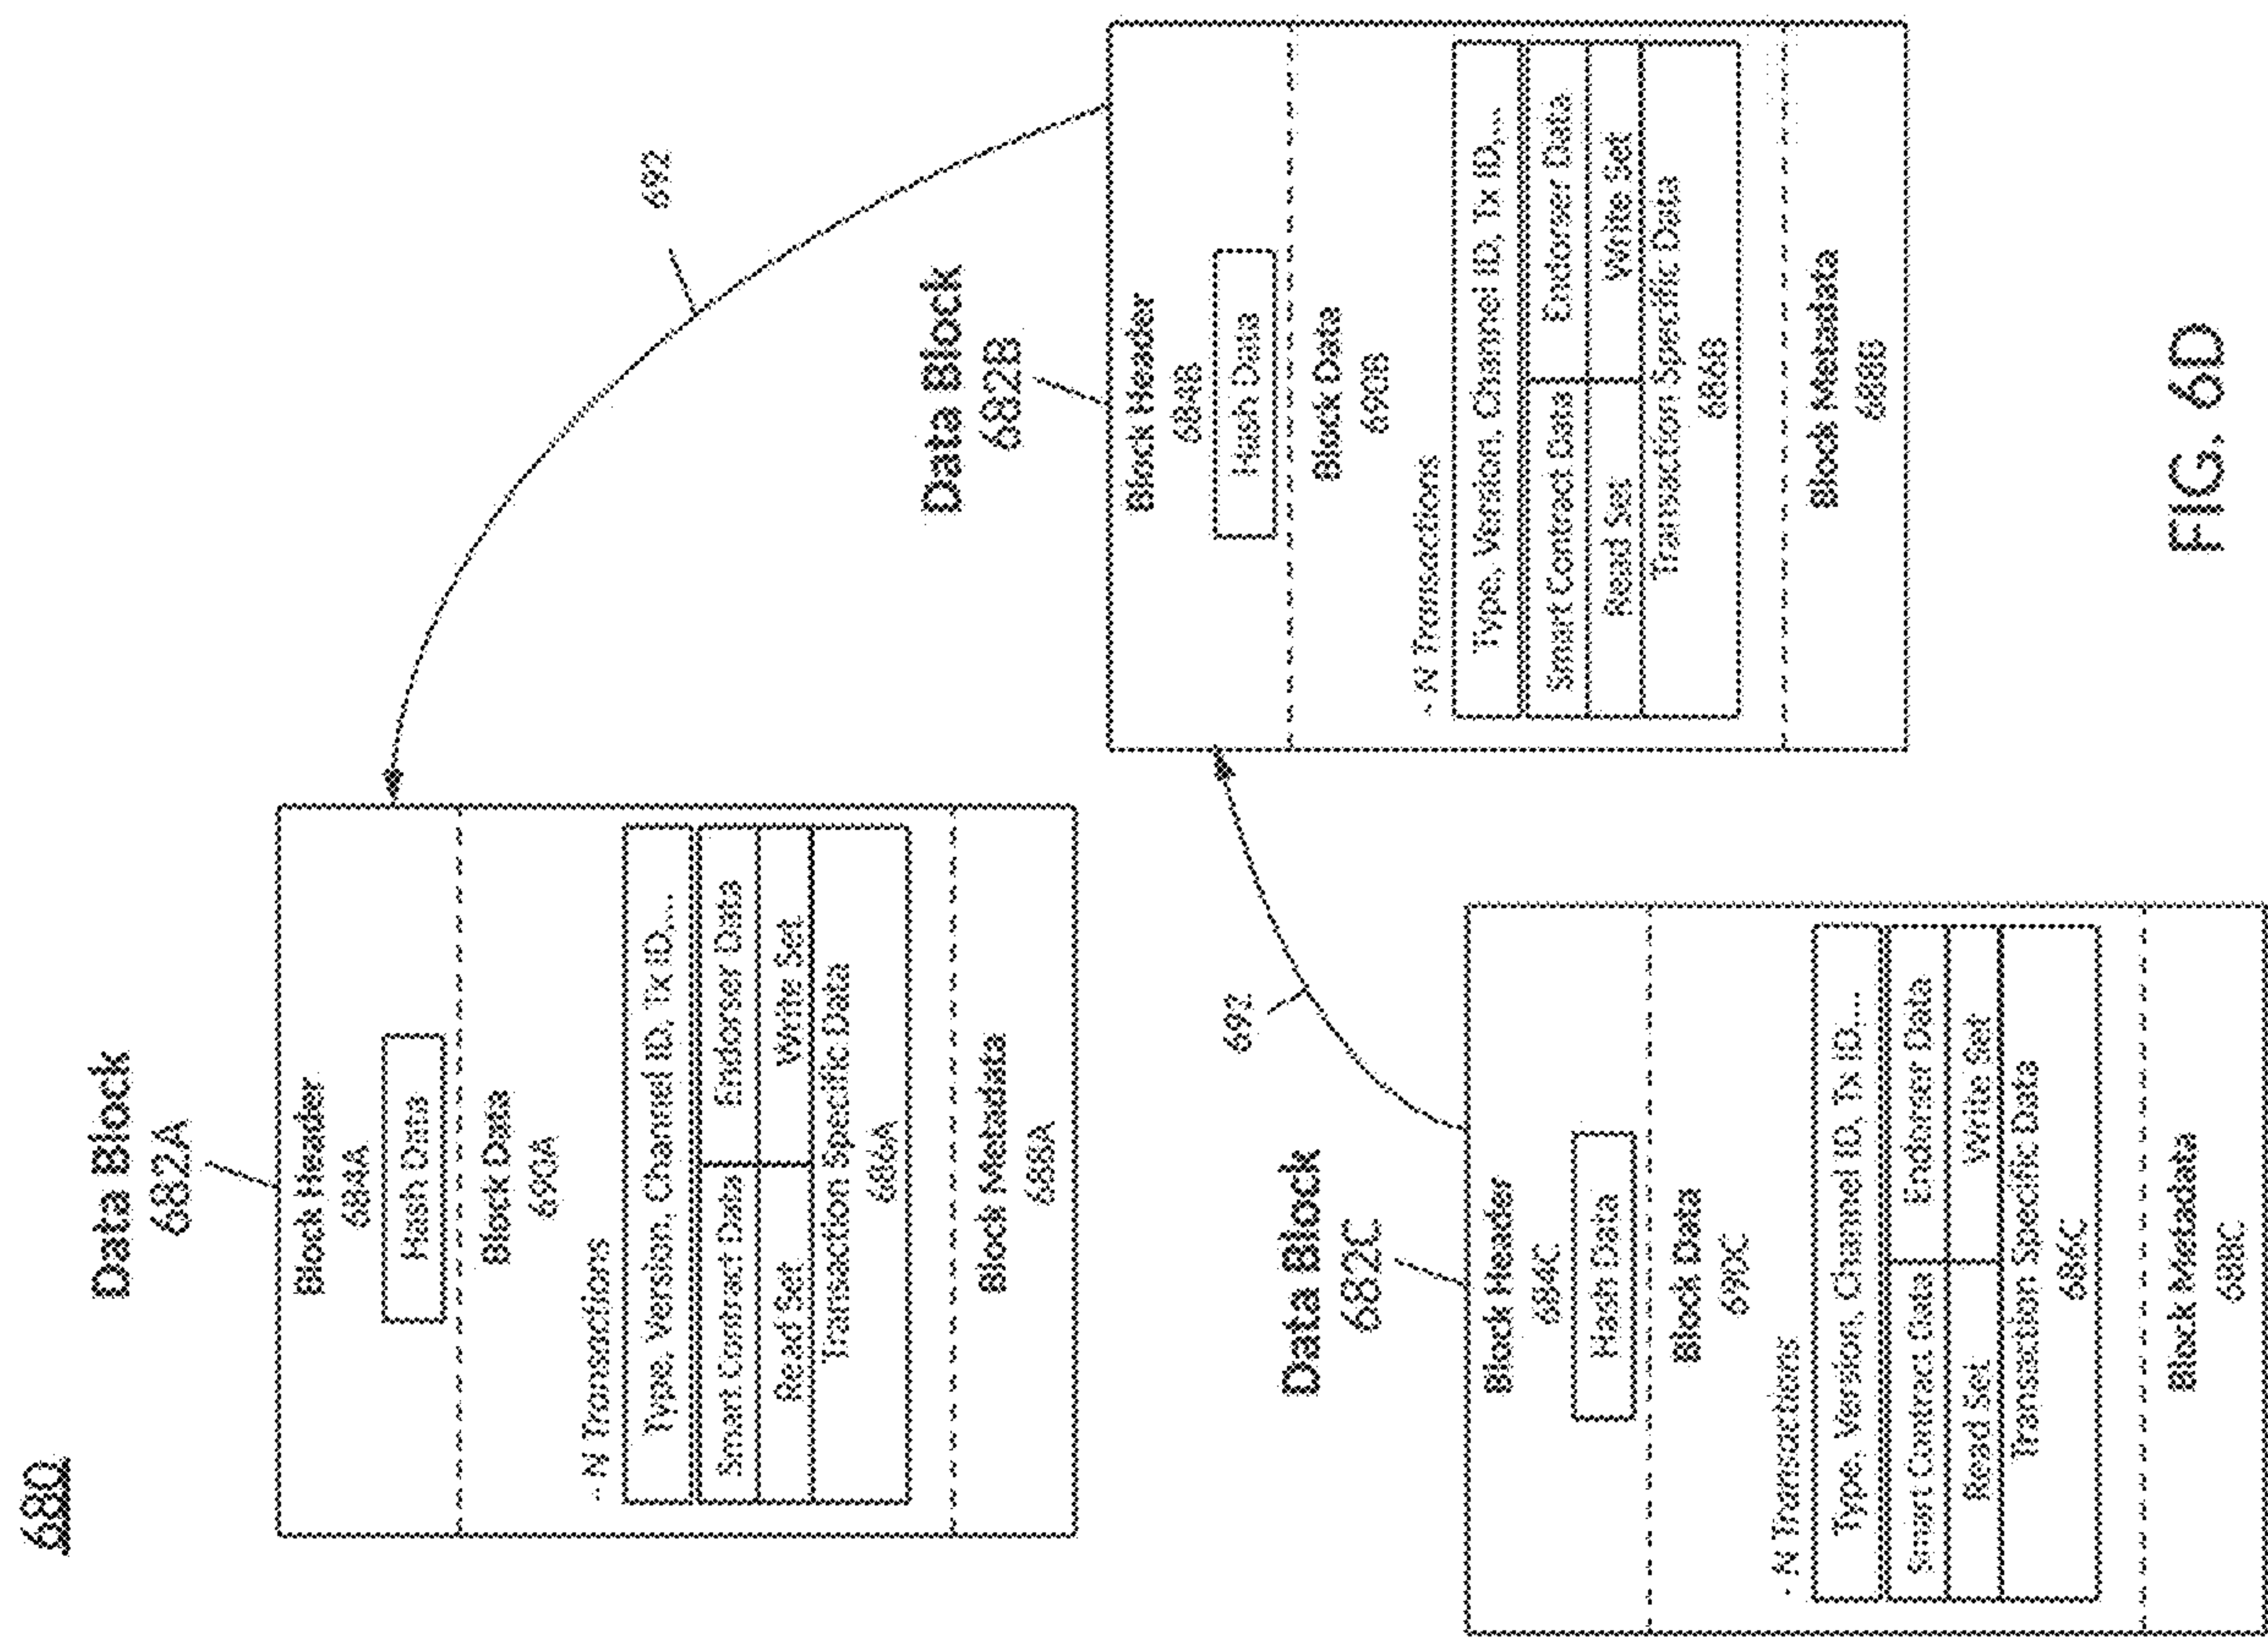 680
Data Block
682A
Block Header
684A
Hash Data
Block Data
690A
- N Transactions
Type, Version, Channel ID, Tx ID...
Smart Contract Data
Endorser Data
Read Set
Write Set
Transaction Specific Data
686A
Block Metadata
688A
692
Data Block
682B
Block Header
684B
Hash Data
Block Data
690B
- N Transactions
Type, Version, Channel ID, Tx ID...
Smart Contract Data
Endorser Data
Read Set
Write Set
Transaction Specific Data
686B
Block Metadata
688B
692
Data Block
682C
Block Header
684C
Hash Data
Block Data
690C
- N Transactions
Type, Version, Channel ID, Tx ID...
Smart Contract Data
Endorser Data
Read Set
Write Set
Transaction Specific Data
686C
Block Metadata
688C
FIG. 6D